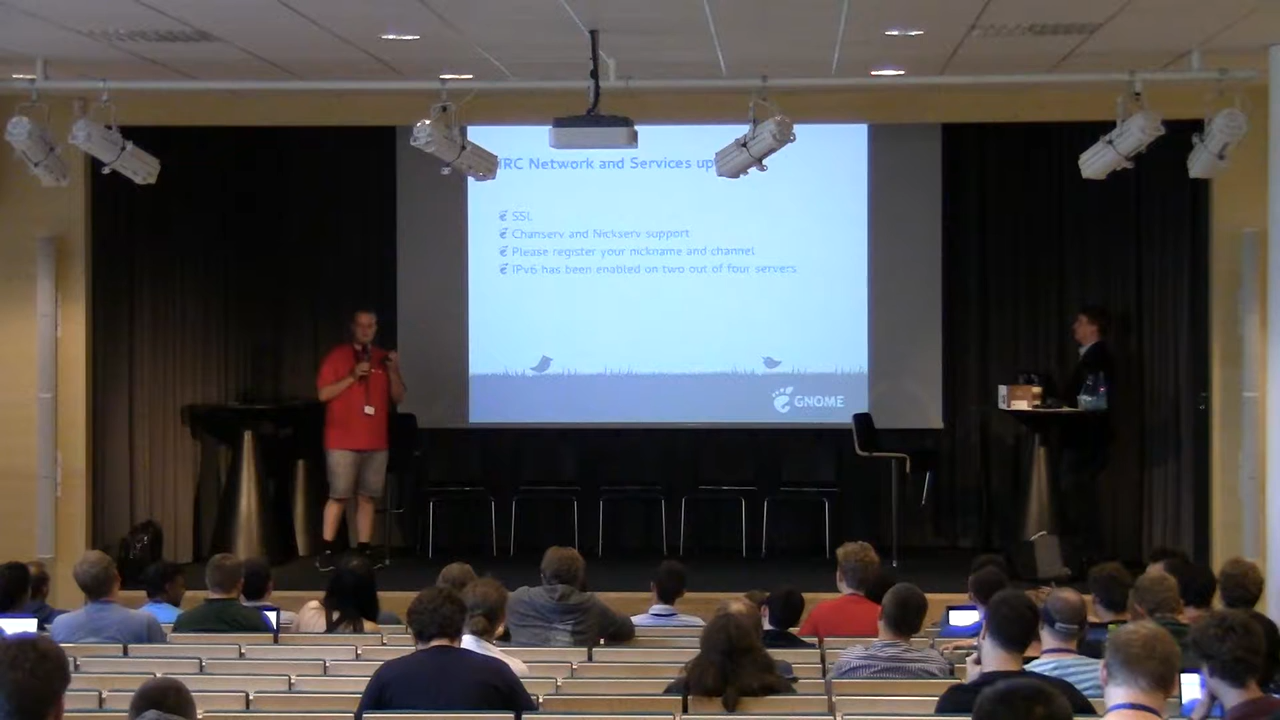 IRC Network and Services up
SSL
Chanserv and Nickserv support
Please register your nickname and channel
IPv6 has been enabled on two out of four servers
GNOME